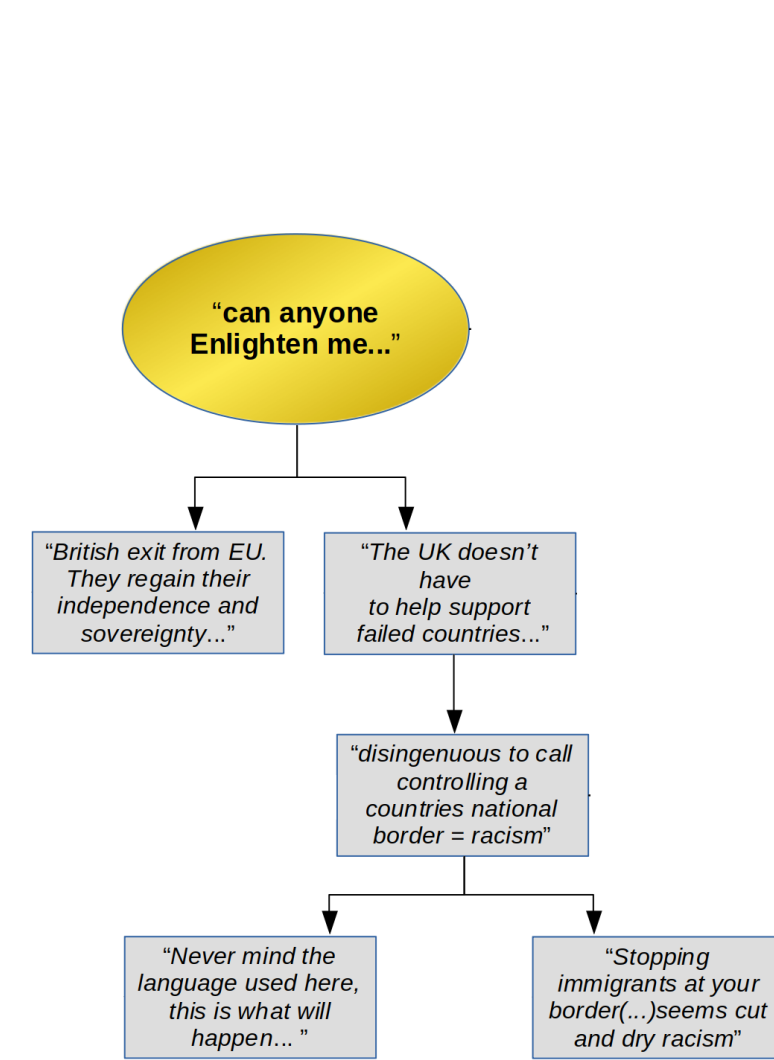 “can anyone
Enlighten me...”
“British exit from EU.
They regain their
independence and
sovereignty...”
“The UK doesn’t
have
to help support
failed countries...”
“disingenuous to call
controlling a
countries national
border = racism”
“Never mind the
language used here,
this is what will
happen... ”
“Stopping
immigrants at your
border(...)seems cut
and dry racism”